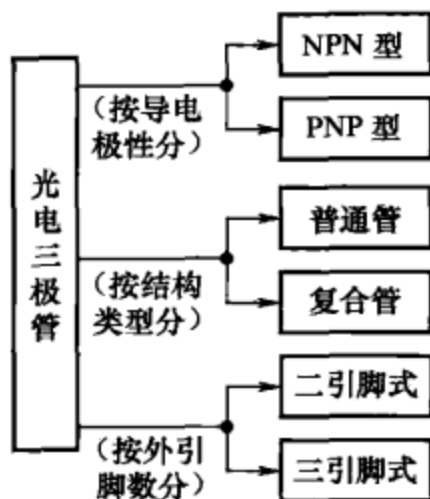 光电三极管
（按导电
极性分）
NPN 型
PNP 型
（按结构
类型分）
普通管
复合管
（按外引
脚数分）
二引脚式
三引脚式